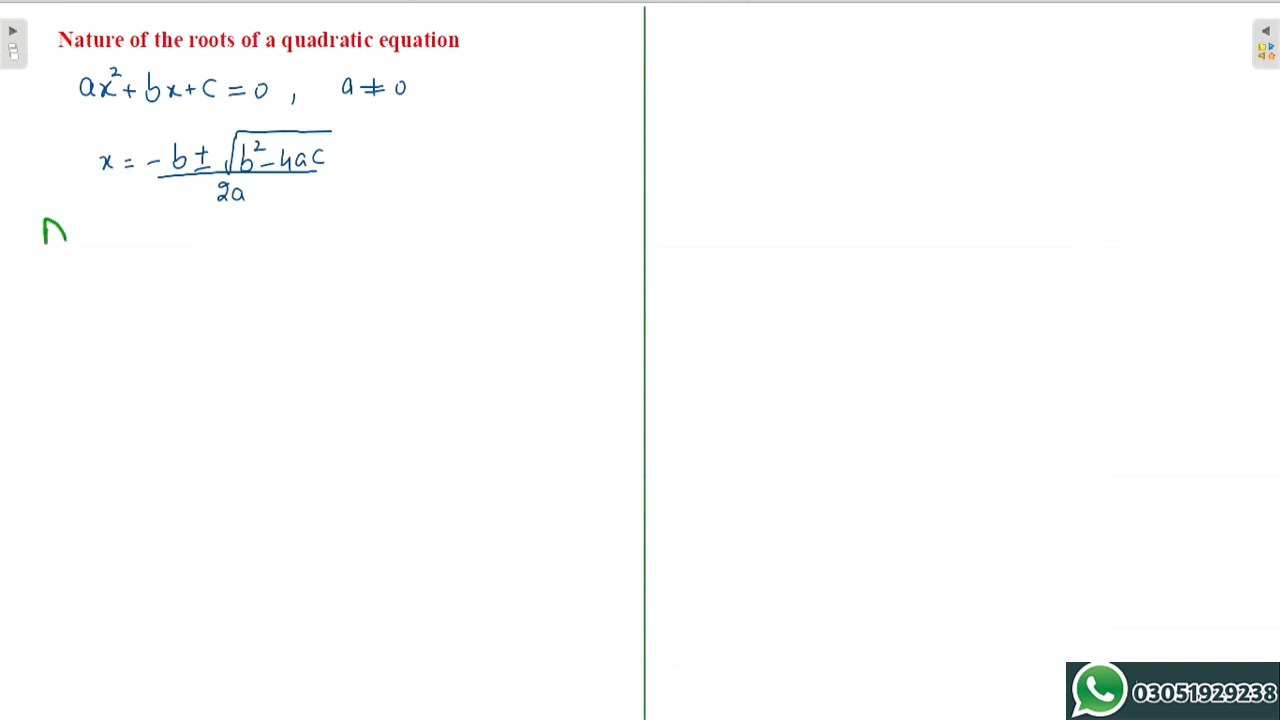 Nature of the roots of a quadratic equation
ax² + bx + c = 0 , a ≠ 0
x = -b ± √(b² - 4ac) / 2a
03051929238